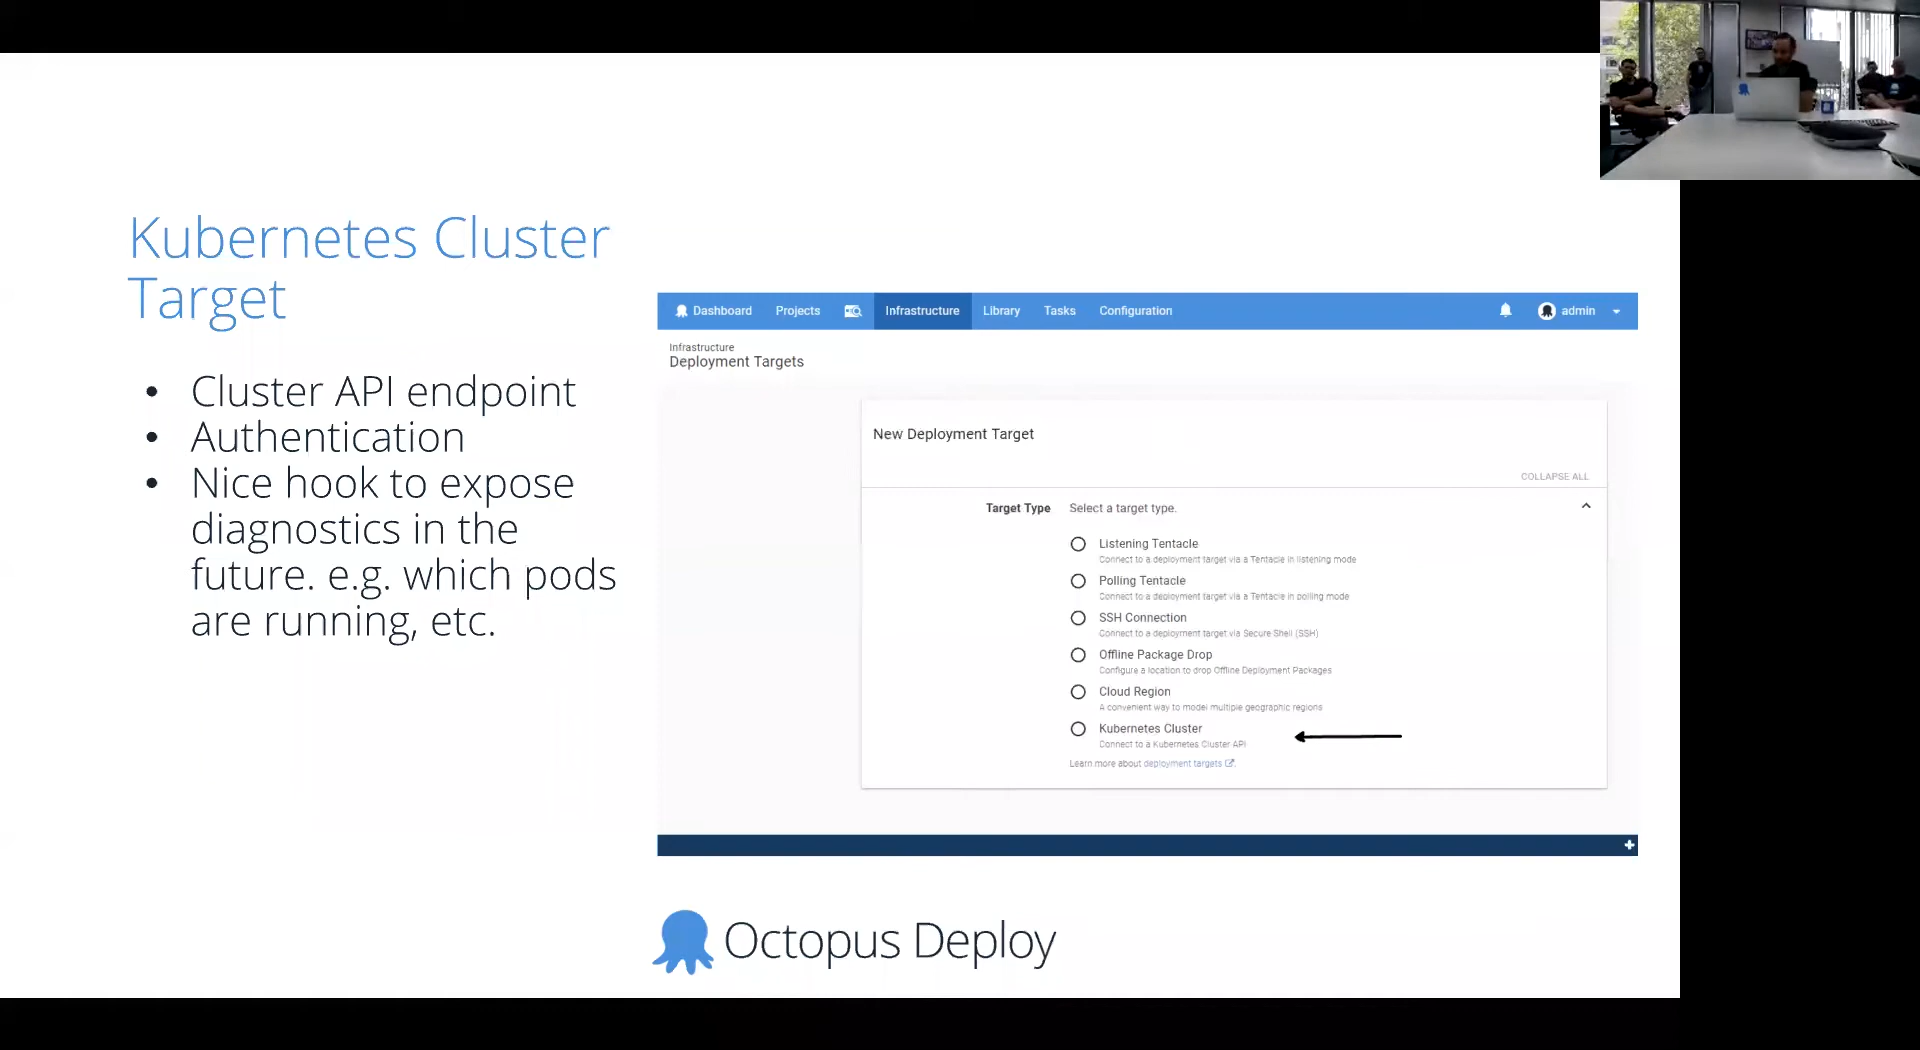 Kubernetes Cluster
Target
• Cluster API endpoint
• Authentication
• Nice hook to expose
diagnostics in the
future. e.g. which pods
are running, etc.
Dashboard Projects Infrastructure Library Tasks Configuration admin
Infrastructure
Deployment Targets
New Deployment Target
COLLAPSE ALL
Target Type Select a target type.
Listening Tentacle
Connect to a deployment target via a Tentacle in listening mode
Polling Tentacle
Connect to a deployment target via a Tentacle in polling mode
SSH Connection
Connect to a deployment target via Secure Shell (SSH)
Offline Package Drop
Configure a location to drop Offline Deployment Packages
Cloud Region
A convenient way to model multiple geographic regions
Kubernetes Cluster
Connect to a Kubernetes Cluster API
Learn more about deployment targets.
Octopus Deploy